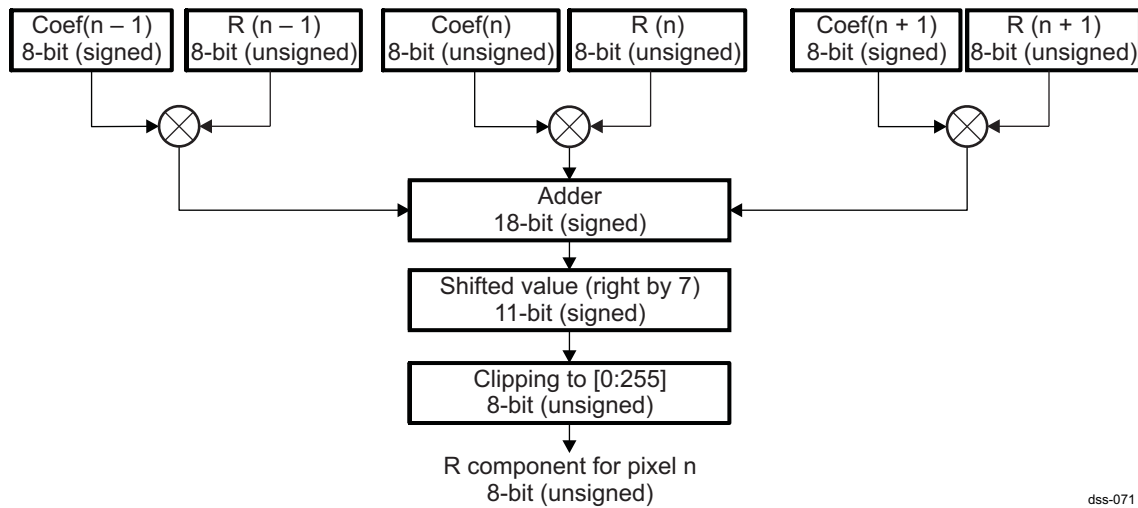 Coef(n – 1)
8-bit (signed)
R (n – 1)
8-bit (unsigned)
Coef(n)
8-bit (unsigned)
R (n)
8-bit (unsigned)
Coef(n + 1)
8-bit (signed)
R (n + 1)
8-bit (unsigned)
Adder
18-bit (signed)
Shifted value (right by 7)
11-bit (signed)
Clipping to [0:255]
8-bit (unsigned)
R component for pixel n
8-bit (unsigned)
dss-071